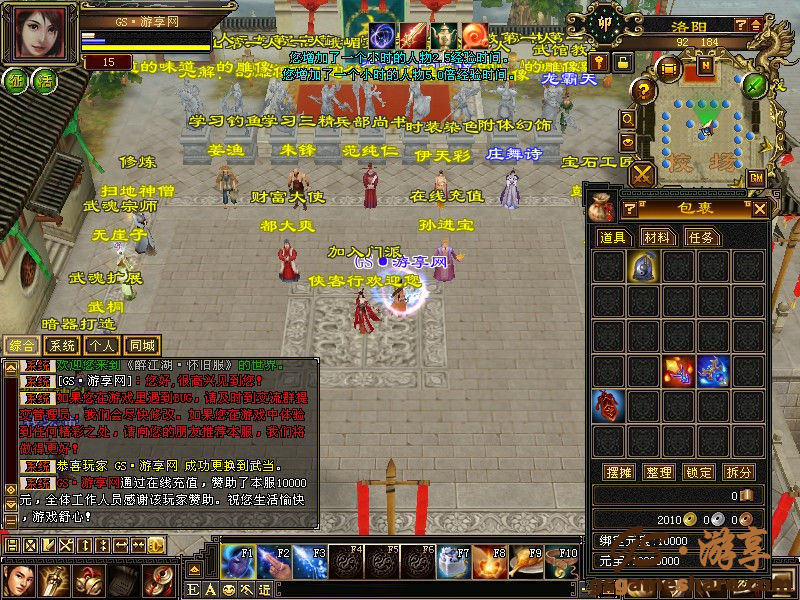 GS·游享网
15
洛阳
92 184
N
GM
您增加了一个小时的人物2.5经验时间。
您增加了一个小时的人物5.0倍经验时间。
龙霸天
学习钓鱼
学习三精
兵部尚书
时装染色
附体幻饰
姜渔
朱锋
范纯仁
伊天彩
庄舞诗
宝石工匠
修炼
扫地神僧
武魂宗师
财富大使
在线充值
无崖子
都大爽
孙进宝
加入门派
GS·游享网
侠客行欢迎您
武魂扩展
武桐
暗器打造
包裹
道具 材料 任务
摆摊 整理 锁定 拆分
0
2010 0 0
综合 系统 个人 同城
系统 欢迎您来到《醉江湖·怀旧服》的世界。
系统 [GS·游享网]：您好,很高兴见到您!
系统 如果您在游戏里遇到BUG，请及时到交流群提
交管理员，我们会尽快修改。如果您在游戏中体验
到任何精彩之处，请向您的朋友推荐本服，我们将
做得更好!
系统 恭喜玩家 GS·游享网 成功更换到武当。
系统 GS·游享网通过在线充值，赞助了本服10000
元，全体工作人员感谢该玩家赞助。祝您生活愉快
，游戏舒心!
F1 F2 F3 F4 F5 F6 F7 F8 F9 F10
E A 近